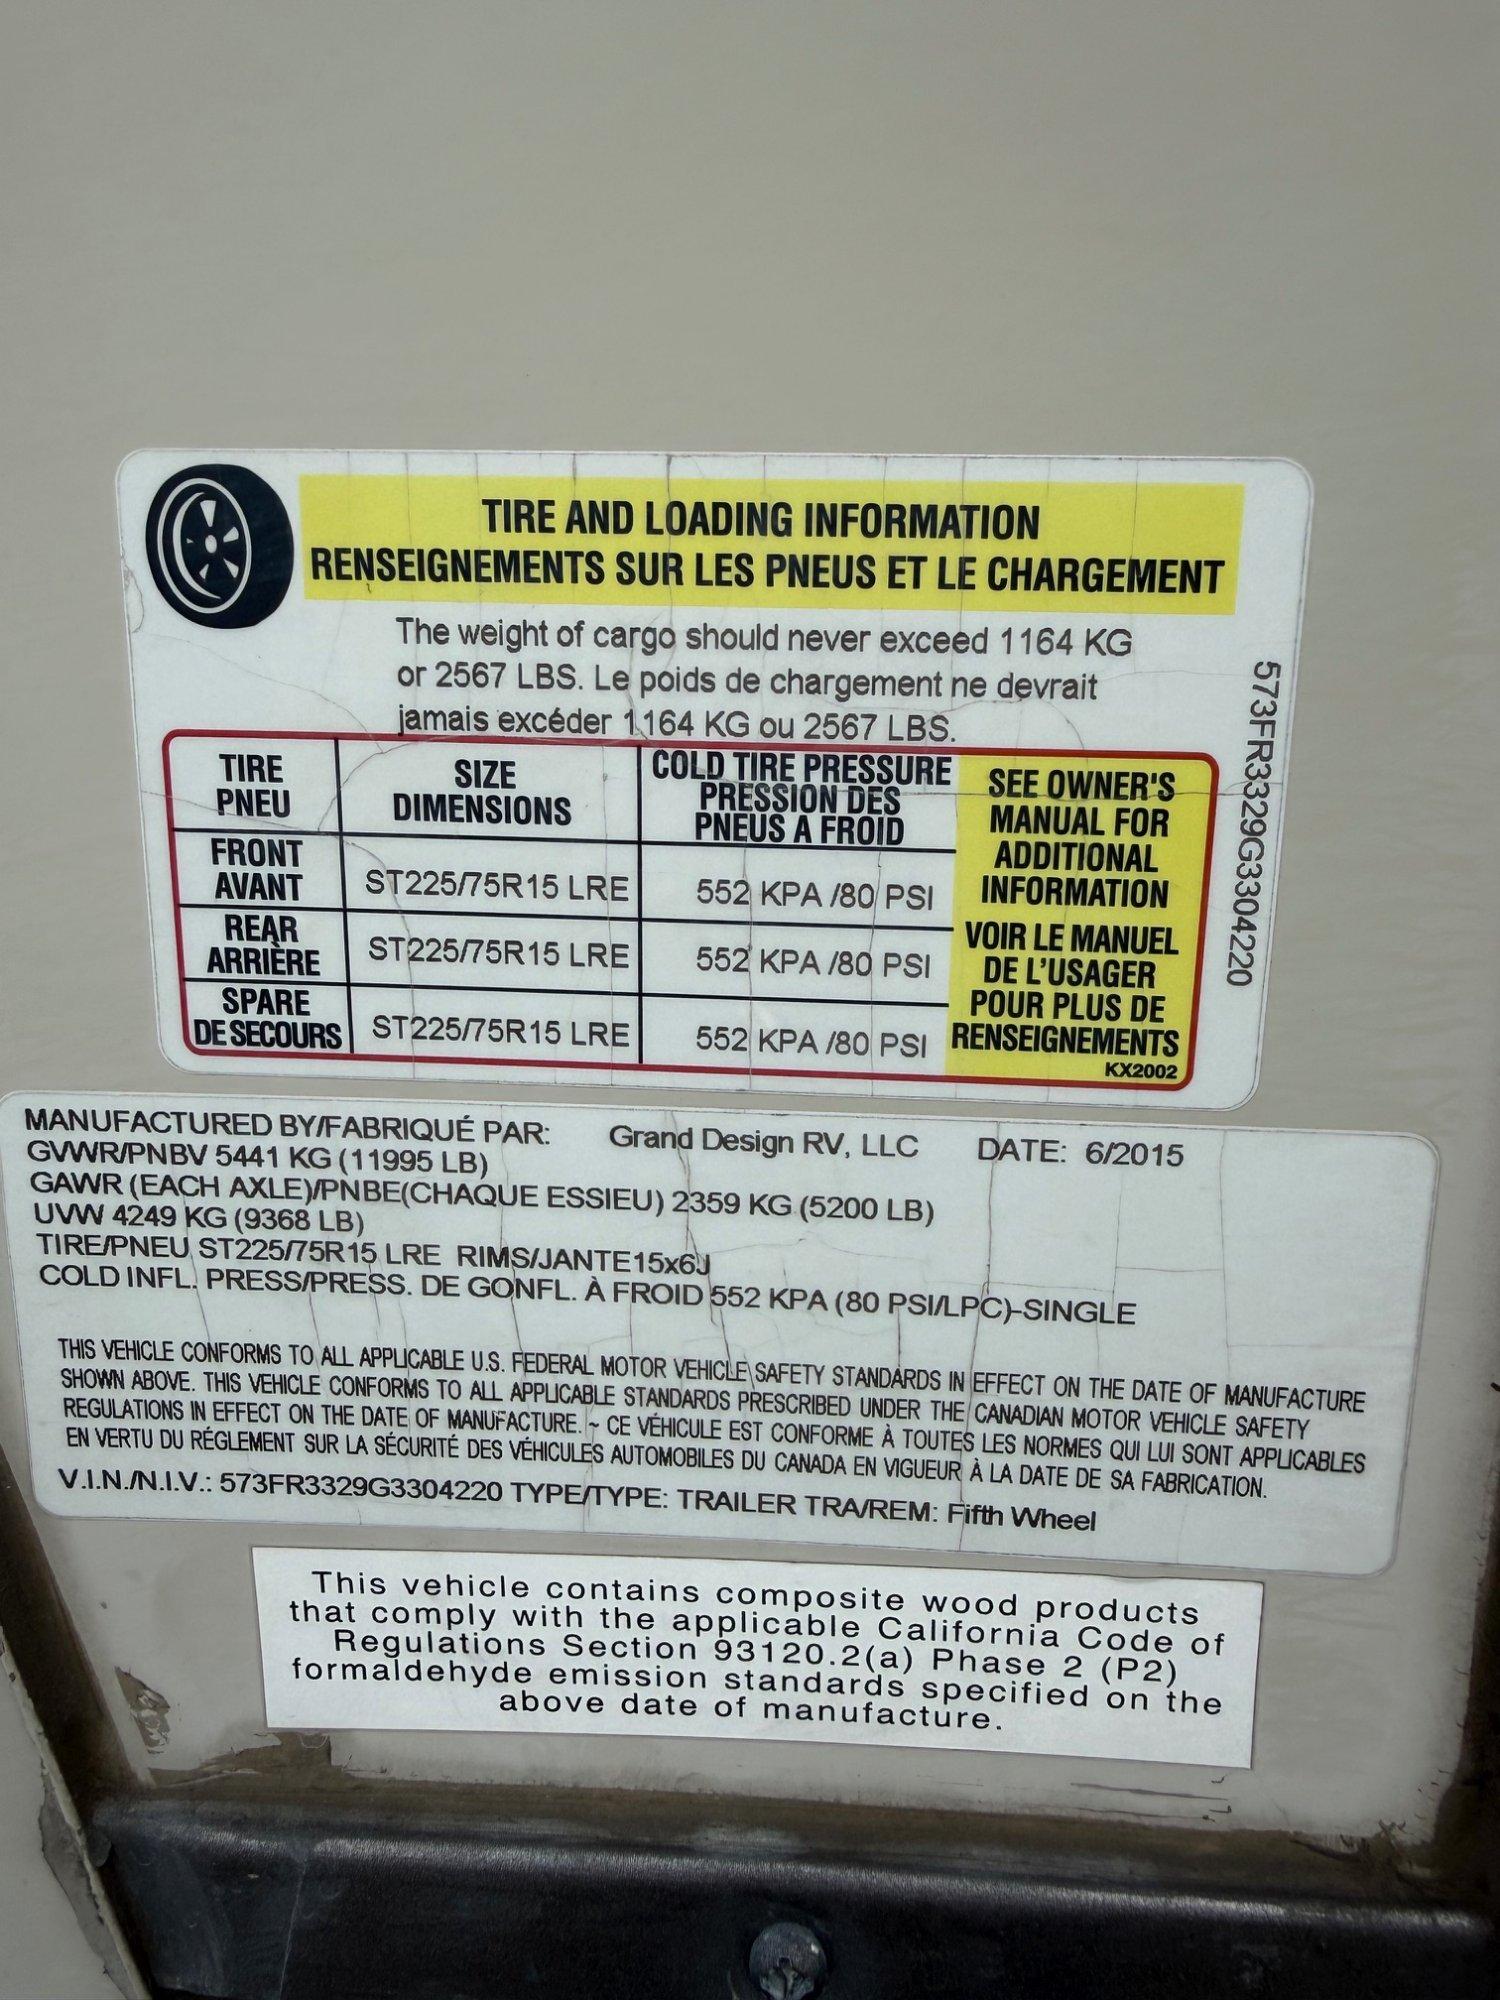 TIRE AND LOADING INFORMATION
RENSEIGNEMENTS SUR LES PNEUS ET LE CHARGEMENT
The weight of cargo should never exceed 1164 KG
or 2567 LBS. Le poids de chargement ne devrait
jamais excéder 1164 KG ou 2567 LBS.
TIRE
PNEU
SIZE
DIMENSIONS
COLD TIRE PRESSURE
PRESSION DES
PNEUS A FROID
FRONT
AVANT
ST225/75R15 LRE
552 KPA /80 PSI
REAR
ARRIÈRE
ST225/75R15 LRE
552 KPA /80 PSI
SPARE
DE SECOURS
ST225/75R15 LRE
552 KPA /80 PSI
SEE OWNER'S
MANUAL FOR
ADDITIONAL
INFORMATION
VOIR LE MANUEL
DE L'USAGER
POUR PLUS DE
RENSEIGNEMENTS
KX2002
573FR3329G3304220
MANUFACTURED BY/FABRIQUÉ PAR: Grand Design RV, LLC DATE: 6/2015
GVWR/PNBV 5441 KG (11995 LB)
GAWR (EACH AXLE)/PNBE(CHAQUE ESSIEU) 2359 KG (5200 LB)
UVW 4249 KG (9368 LB)
TIRE/PNEU ST225/75R15 LRE RIMS/JANTE15x6J
COLD INFL. PRESS/PRESS. DE GONFL. À FROID 552 KPA (80 PSI/LPC)-SINGLE
THIS VEHICLE CONFORMS TO ALL APPLICABLE U.S. FEDERAL MOTOR VEHICLE SAFETY STANDARDS IN EFFECT ON THE DATE OF MANUFACTURE
SHOWN ABOVE. THIS VEHICLE CONFORMS TO ALL APPLICABLE STANDARDS PRESCRIBED UNDER THE CANADIAN MOTOR VEHICLE SAFETY
REGULATIONS IN EFFECT ON THE DATE OF MANUFACTURE. ~ CE VÉHICULE EST CONFORME À TOUTES LES NORMES QUI LUI SONT APPLICABLES
EN VERTU DU RÉGLEMENT SUR LA SÉCURITÉ DES VÉHICULES AUTOMOBILES DU CANADA EN VIGUEUR À LA DATE DE SA FABRICATION.
V.I.N./N.I.V.: 573FR3329G3304220 TYPE/TYPE: TRAILER TRA/REM: Fifth Wheel
This vehicle contains composite wood products
that comply with the applicable California Code of
Regulations Section 93120.2(a) Phase 2 (P2)
formaldehyde emission standards specified on the
above date of manufacture.